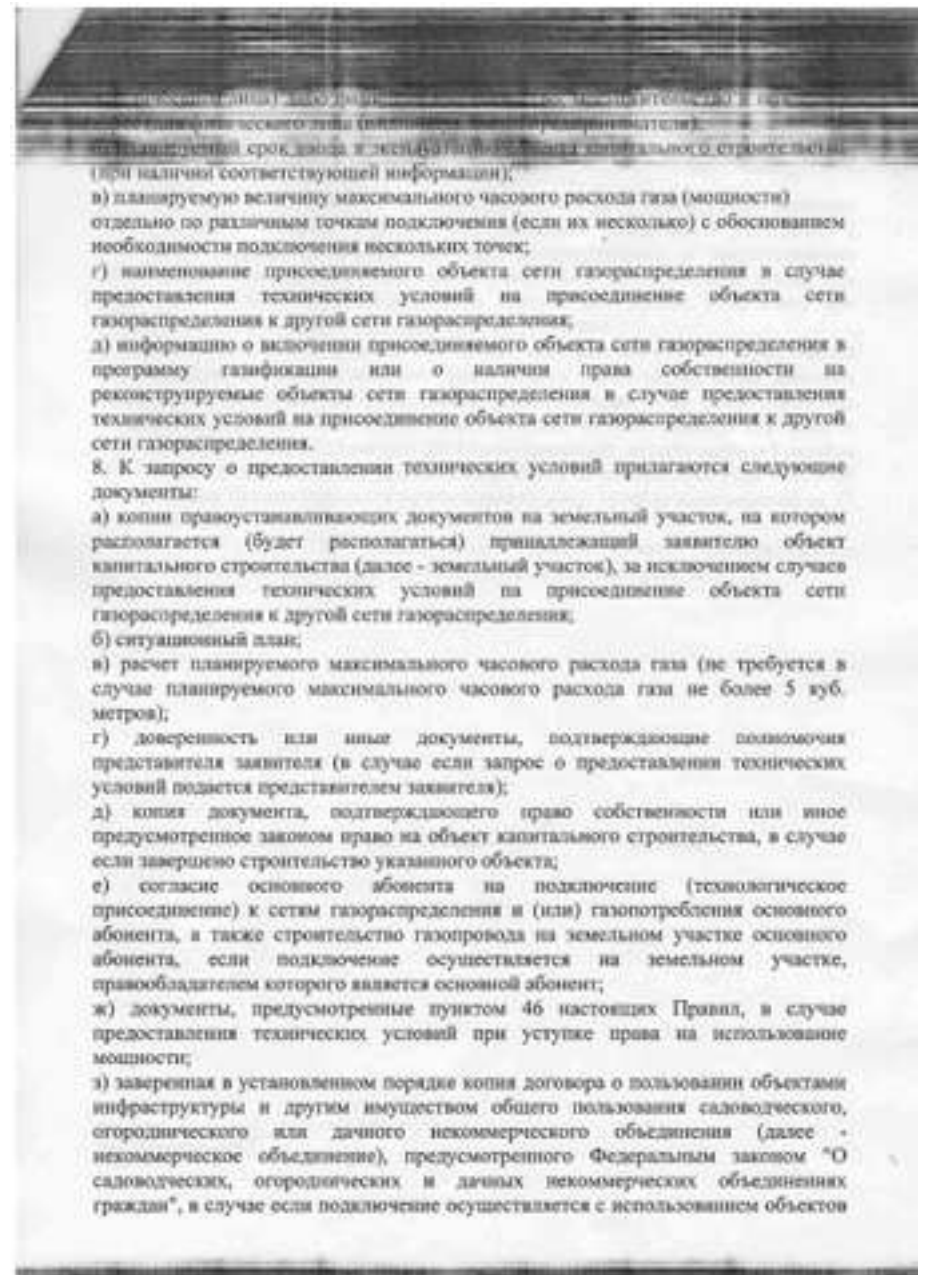 лица) либо
физического лица
срок ввода в эксплуатацию капитального строительства
(при наличии соответствующей информации);
в) планируемую величину максимального часового расхода газа (мощности)
отдельно по различным точкам подключения (если их несколько) с обоснованием
необходимости подключения нескольких точек;
г) наименование присоединяемого объекта сети газораспределения в случае
предоставления технических условий на присоединение объекта сети
газораспределения к другой сети газораспределения;
д) информацию о включении присоединяемого объекта сети газораспределения в
программу газификации или о наличии права собственности на
реконструируемые объекты сети газораспределения в случае предоставления
технических условий на присоединение объекта сети газораспределения к другой
сети газораспределения.
8. К запросу о предоставлении технических условий прилагаются следующие
документы:
а) копии правоустанавливающих документов на земельный участок, на котором
располагается (будет располагаться) принадлежащий заявителю объект
капитального строительства (далее - земельный участок), за исключением случаев
предоставления технических условий на присоединение объекта сети
газораспределения к другой сети газораспределения;
б) ситуационный план;
в) расчет планируемого максимального часового расхода газа (не требуется в
случае планируемого максимального часового расхода газа не более 5 куб.
метров);
г) доверенность или иные документы, подтверждающие полномочия
представителя заявителя (в случае если запрос о предоставлении технических
условий подается представителем заявителя);
д) копия документа, подтверждающего право собственности или иное
предусмотренное законом право на объект капитального строительства, в случае
если завершено строительство указанного объекта;
е) согласие основного абонента на подключение (технологическое
присоединение) к сетям газораспределения и (или) газопотребления основного
абонента, а также строительство газопровода на земельном участке основного
абонента, если подключение осуществляется на земельном участке,
правообладателем которого является основной абонент;
ж) документы, предусмотренные пунктом 46 настоящих Правил, в случае
предоставления технических условий при уступке права на использование
мощности;
з) заверенная в установленном порядке копия договора о пользовании объектами
инфраструктуры и другим имуществом общего пользования садоводческого,
огороднического или дачного некоммерческого объединения (далее -
некоммерческое объединение), предусмотренного Федеральным законом "О
садоводческих, огороднических и дачных некоммерческих объединениях
граждан", в случае если подключение осуществляется с использованием объектов